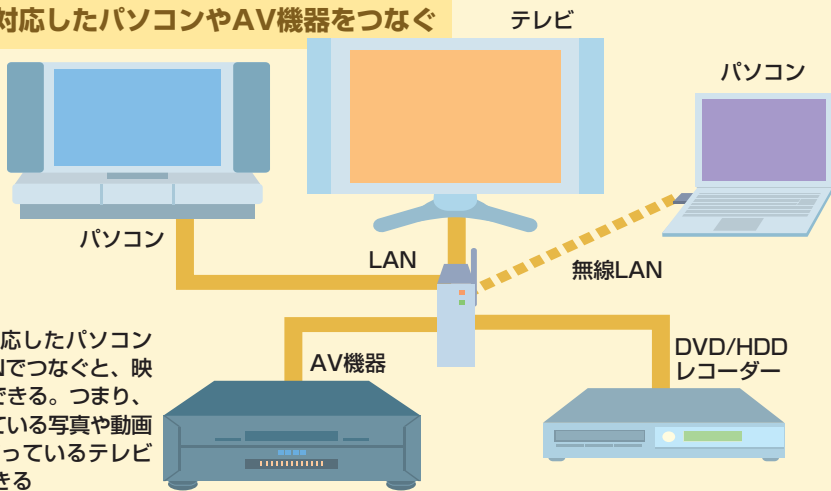 対応したパソコンやAV機器をつなぐ
テレビ
パソコン
パソコン
LAN
無線LAN
応したパソコン
Nでつなぐと、映
できる。つまり、
ている写真や動画
っているテレビ
きる
AV機器
DVD/HDD
レコーダー